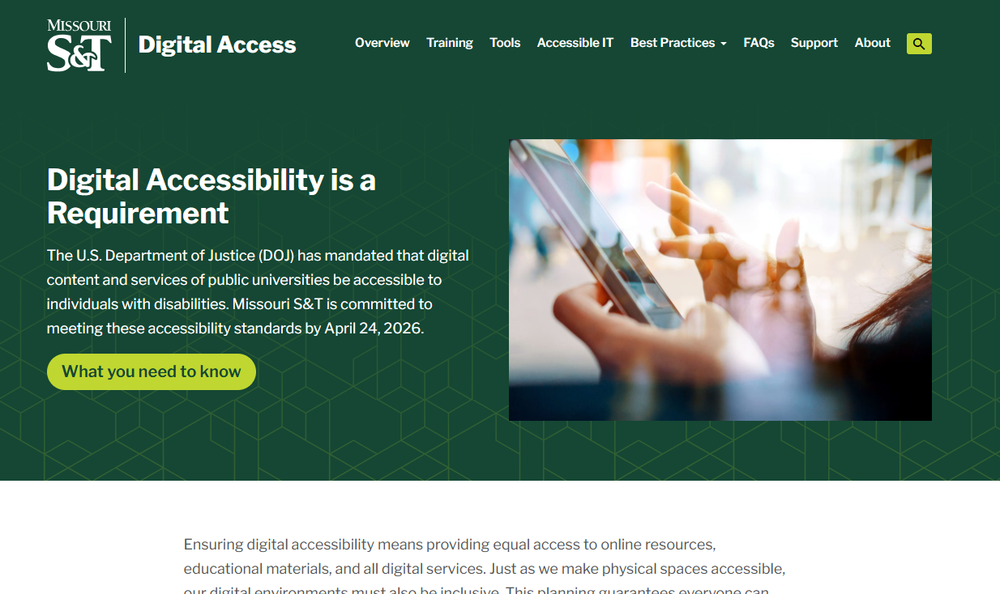 MISSOURI
S&T
Digital Access
Overview Training Tools Accessible IT Best Practices FAQs Support About
Digital Accessibility is a
Requirement
The U.S. Department of Justice (DOJ) has mandated that digital
content and services of public universities be accessible to
individuals with disabilities. Missouri S&T is committed to
meeting these accessibility standards by April 24, 2026.
What you need to know
Ensuring digital accessibility means providing equal access to online resources,
educational materials, and all digital services. Just as we make physical spaces accessible,
our digital environments must also be inclusive. This planning guarantees everyone can